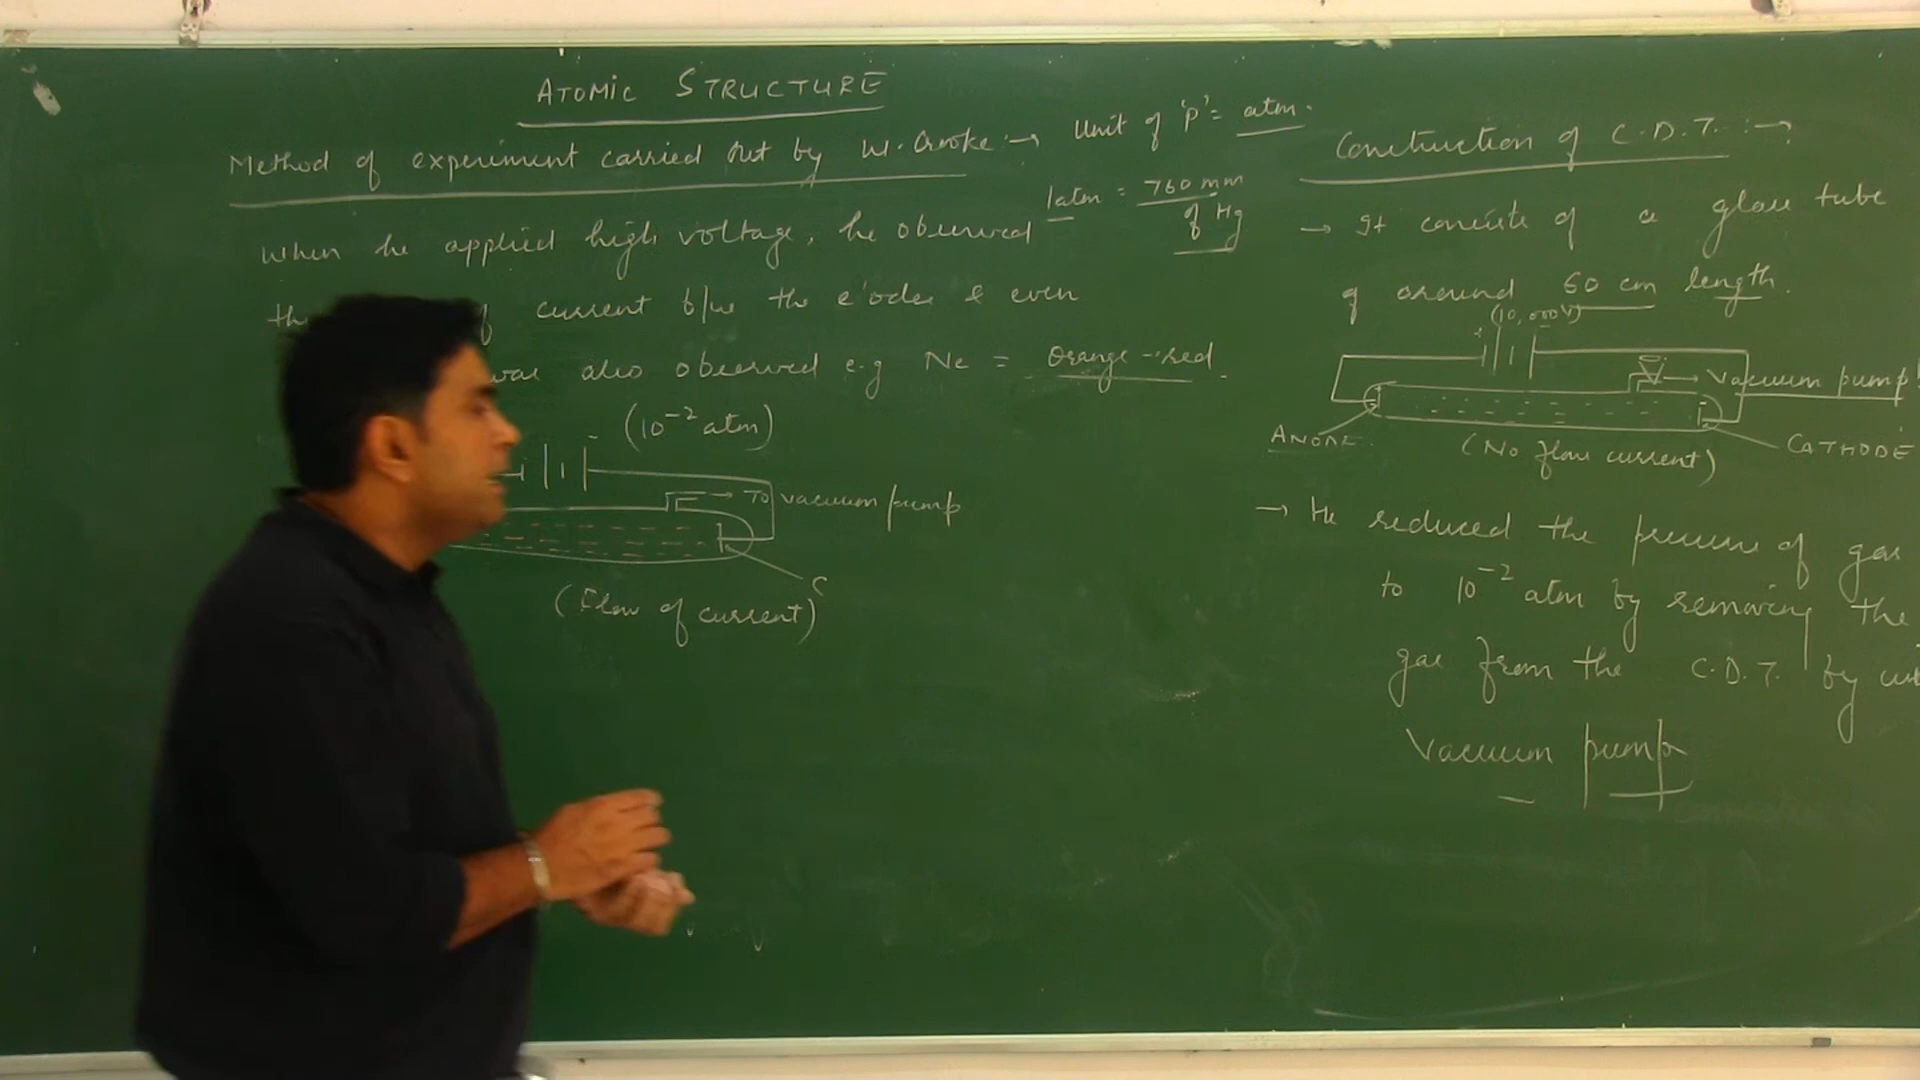 ATOMIC STRUCTURE
Method of experiment carried out by W. Crooke :→
Unit of 'P' = atm.
1 atm = 760 mm
of Hg
When he applied high voltage, he observed
the of current b/w the e'odes & even
was also observed e.g Ne = Orange-red.
(10⁻² atm)
-
→ To vacuum pump
C
(Flow of current)
Construction of C.D.T. :→
→ It consists of a glass tube
of around 60 cm length.
(10,000V)
+
→ Vacuum pump
ANODE.
CATHODE
(No flow current)
→ He reduced the pressure of gas
to 10⁻² atm by removing the
gas from the C.D.T. by
Vacuum pump